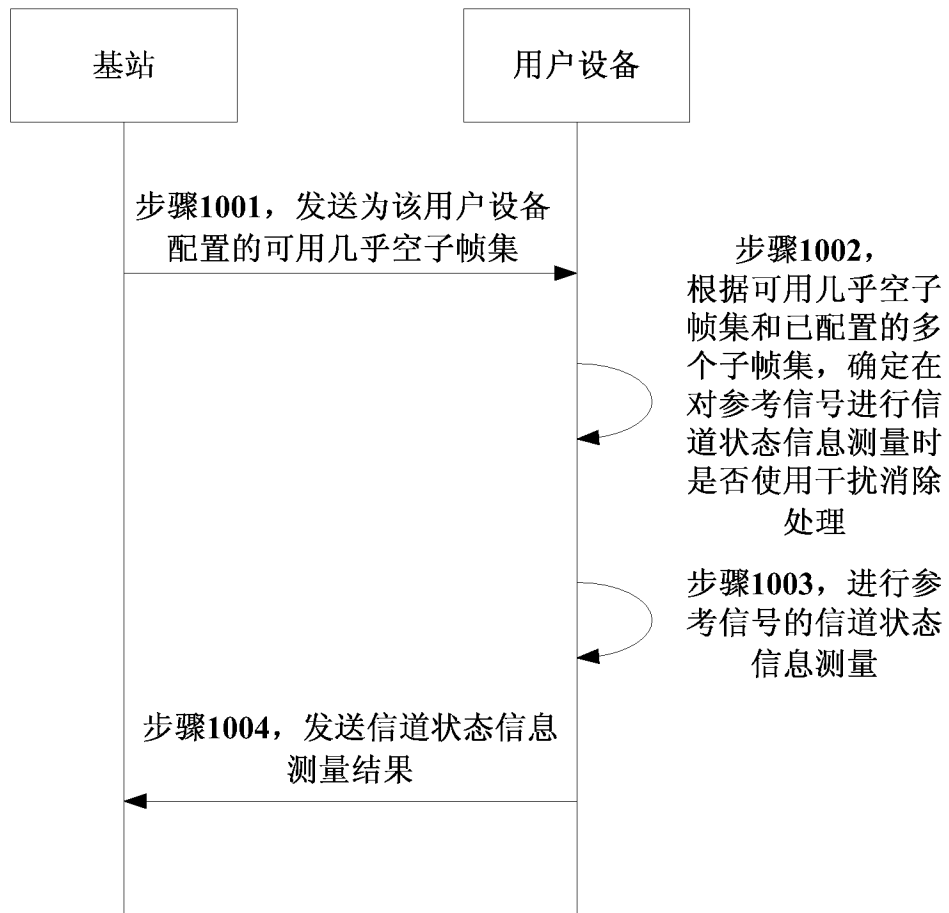 基站
用户设备
步骤1001，发送为该用户设备
配置的可用几乎空子帧集
步骤1002，
根据可用几乎空子
帧集和已配置的多
个子帧集，确定在
对参考信号进行信
道状态信息测量时
是否使用干扰消除
处理
步骤1003，进行参
考信号的信道状态
信息测量
步骤1004，发送信道状态信息
测量结果